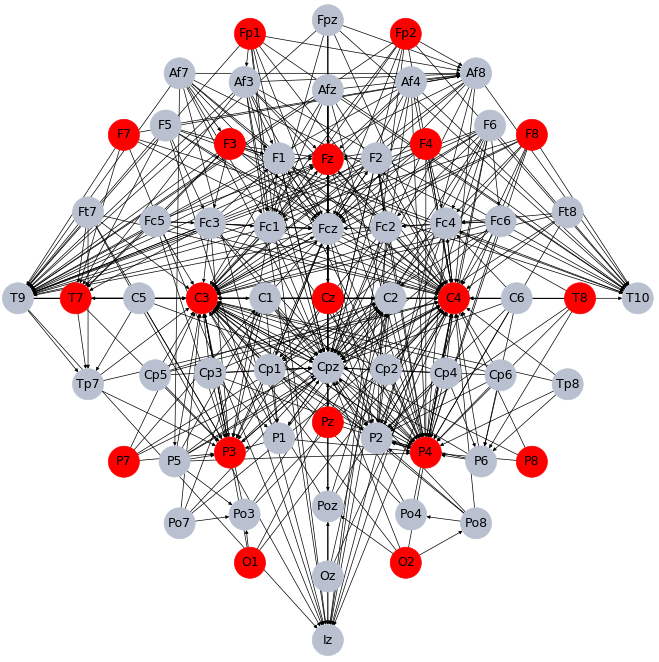 Fpz
Fp1 Fp2
Af7 Af3 Afz Af4 Af8
F7 F5 F3 F1 Fz F2 F4 F6 F8
Ft7 Fc5 Fc3 Fc1 Fcz Fc2 Fc4 Fc6 Ft8
T9 T7 C5 C3 C1 Cz C2 C4 C6 T8 T10
Tp7 Cp5 Cp3 Cp1 Cpz Cp2 Cp4 Cp6 Tp8
P7 P5 P3 P1 Pz P2 P4 P6 P8
Po7 Po3 Poz Po4 Po8
O1 Oz O2
Iz